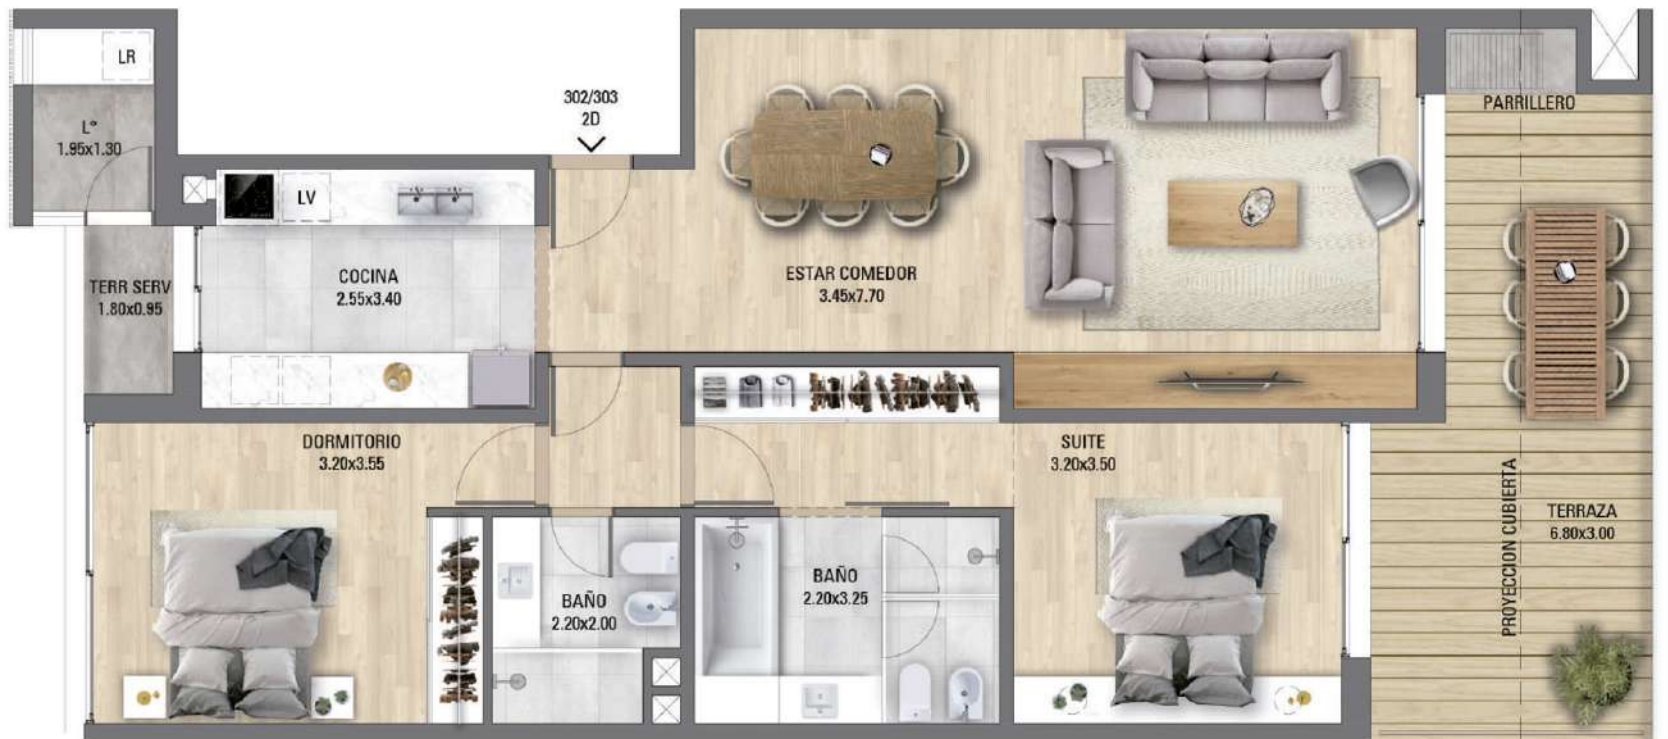 LR
302/303
2D
PARRILLERO
L°
1.95x1.30
LV
COCINA
2.55x3.40
ESTAR COMEDOR
3.45x7.70
TERR SERV
1.80x0.95
DORMITORIO
3.20x3.55
SUITE
3.20x3.50
PROYECCION CUBIERTA
TERRAZA
6.80x3.00
BAÑO
2.20x2.00
BAÑO
2.20x3.25